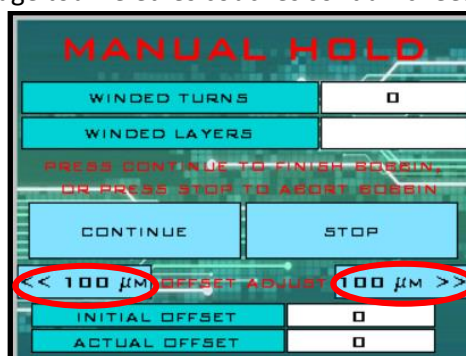 MANUAL HOLD
WINDED TURNS 0
WINDED LAYERS
PRESS CONTINUE TO FINISH BOBBIN,
OR PRESS STOP TO ABORT BOBBIN
CONTINUE STOP
<< 100 µM OFFSET ADJUST 100 µM >>
INITIAL OFFSET 0
ACTUAL OFFSET 0